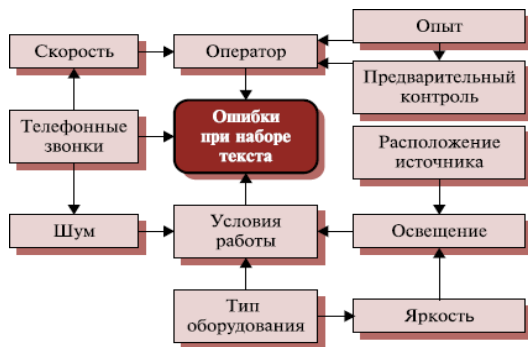 Опыт
Скорость
Оператор
Предварительный
контроль
Ошибки
при наборе
текста
Телефонные
звонки
Расположение
источника
Шум
Условия
работы
Освещение
Тип
оборудования
Яркость